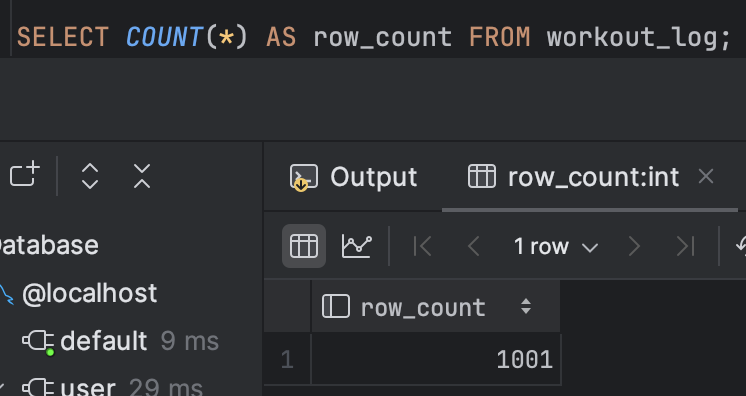 SELECT COUNT(*) AS row_count FROM workout_log;
Output
row_count:int
1 row
atabase
@localhost
default 9 ms
user 29 ms
row_count
1
1001